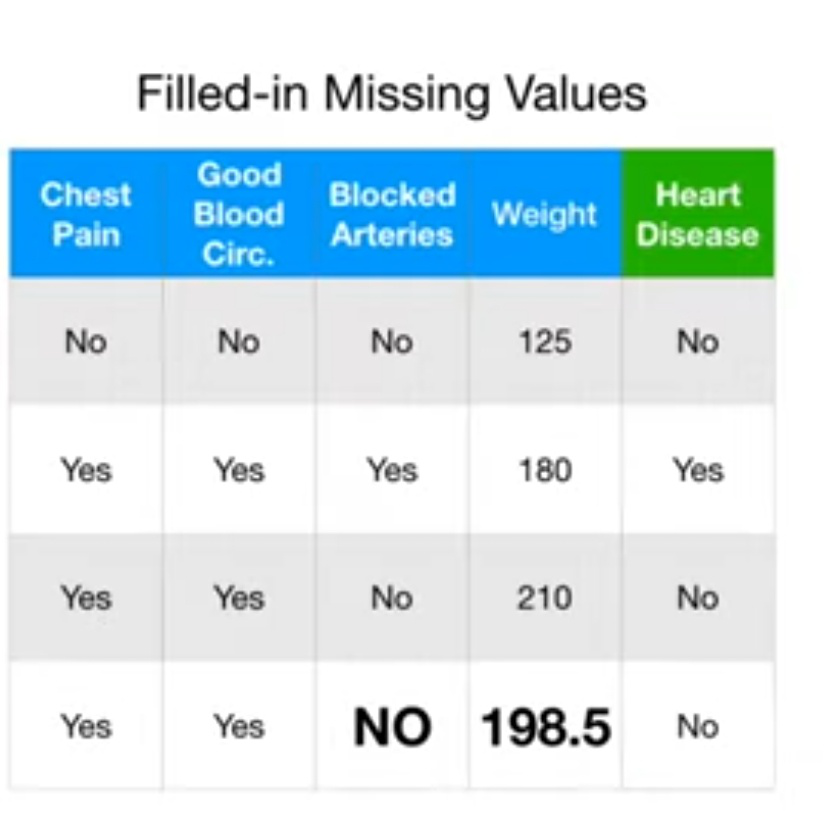 Filled-in Missing Values
Chest Pain Good Blood Circ. Blocked Arteries Weight Heart Disease
No No No 125 No
Yes Yes Yes 180 Yes
Yes Yes No 210 No
Yes Yes NO 198.5 No